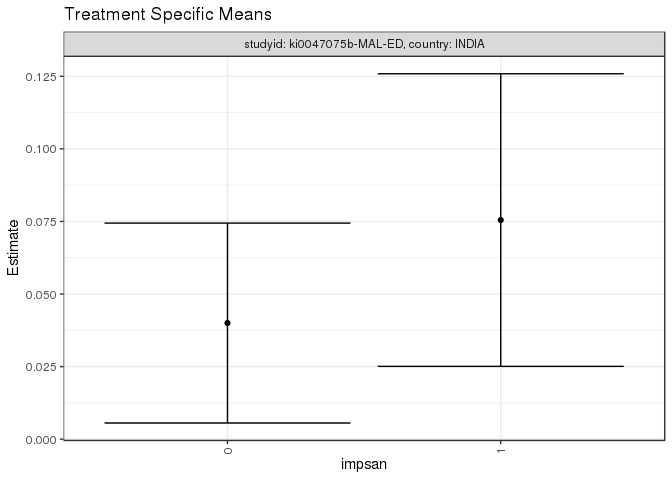 Treatment Specific Means
studyid: ki0047075b-MAL-ED, country: INDIA
0.125
0.100
0.075
0.050
0.025
0.000
Estimate
0
1
impsan